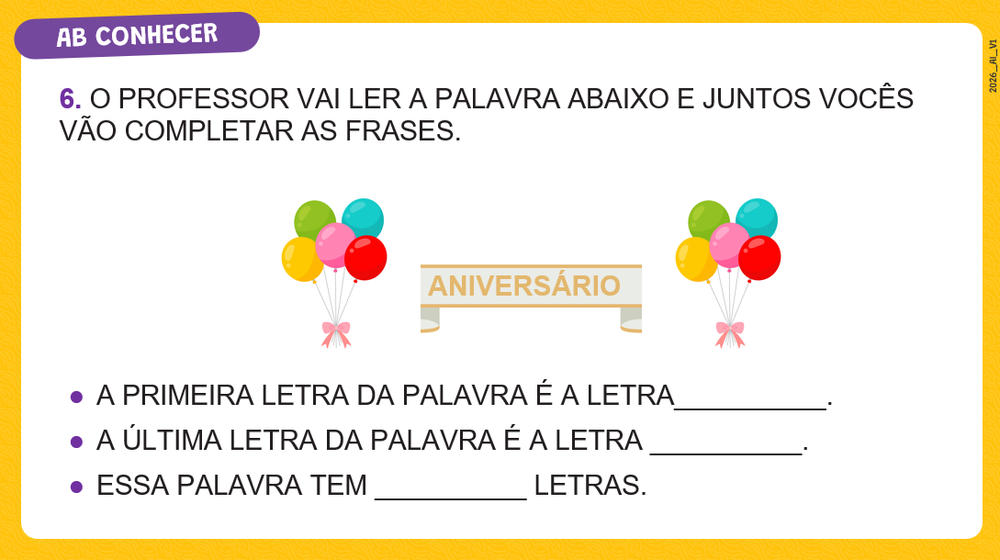 AB CONHECER
2026_AI_V1
6. O PROFESSOR VAI LER A PALAVRA ABAIXO E JUNTOS VOCÊS
VÃO COMPLETAR AS FRASES.
ANIVERSÁRIO
● A PRIMEIRA LETRA DA PALAVRA É A LETRA__________.
● A ÚLTIMA LETRA DA PALAVRA É A LETRA __________.
● ESSA PALAVRA TEM __________ LETRAS.